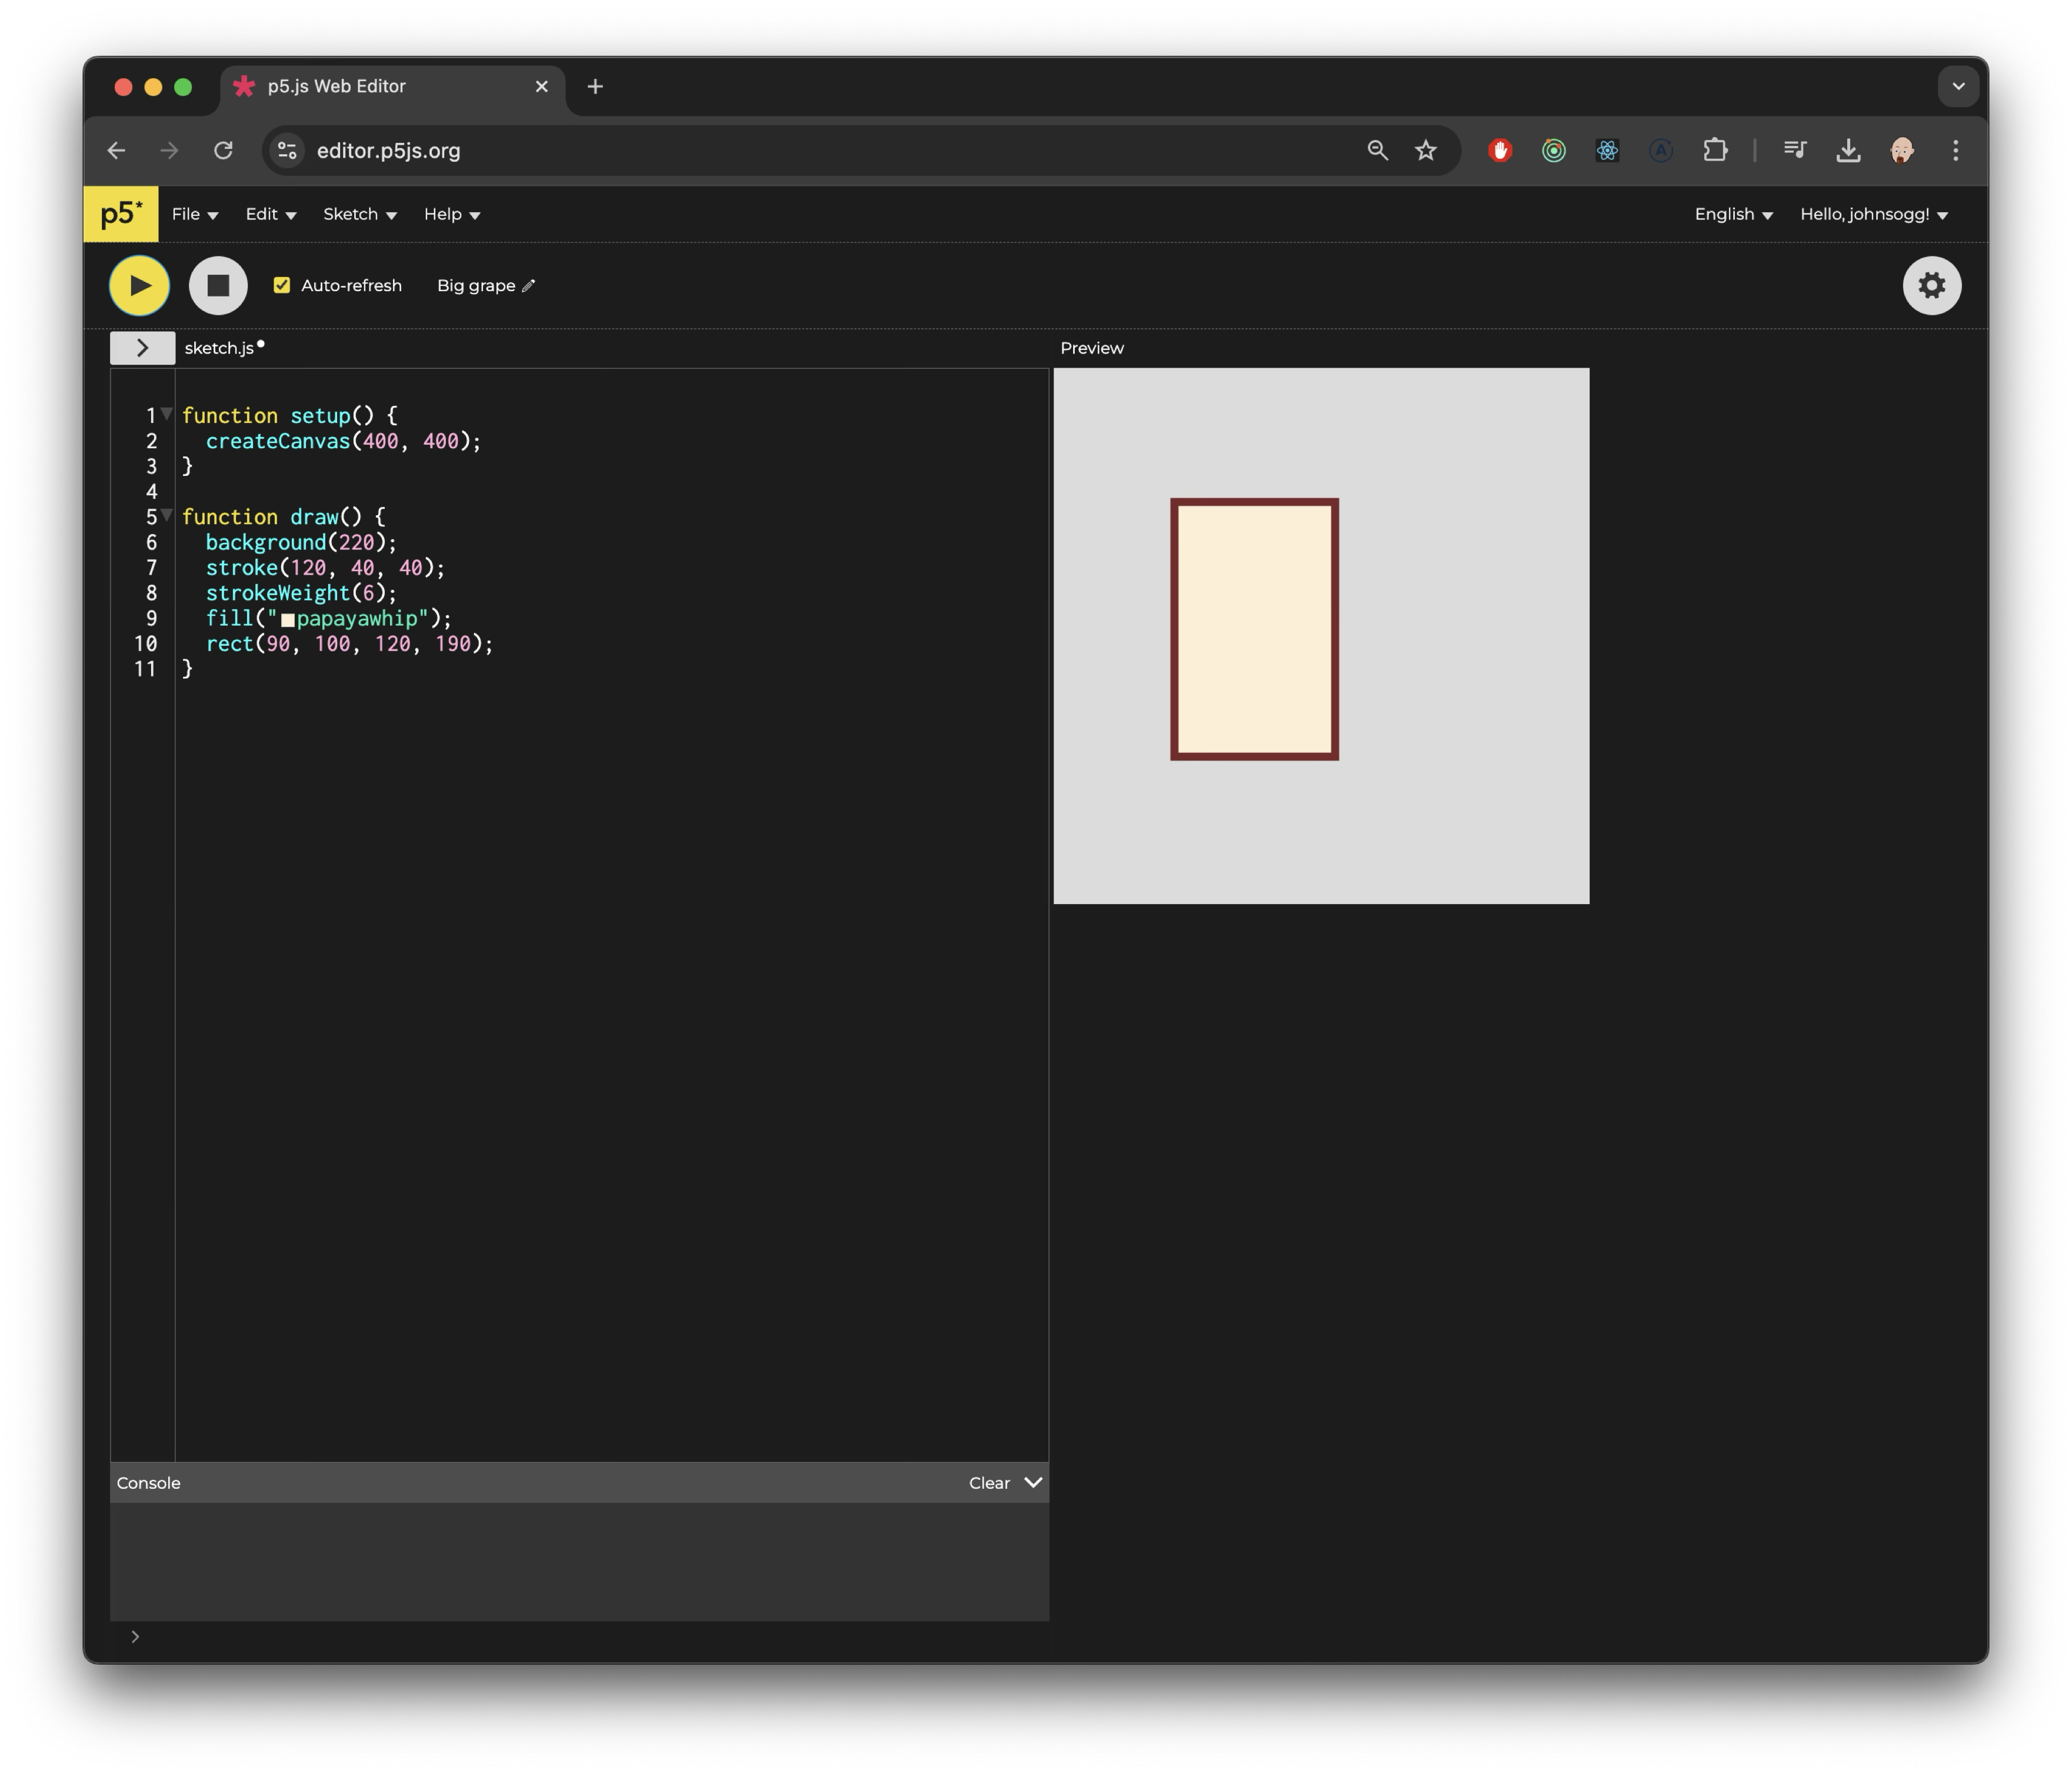 p5.js Web Editor
editor.p5js.org
p5* File Edit Sketch Help English Hello, johnsogg!
Auto-refresh Big grape
sketch.js Preview
1 function setup() {
2 createCanvas(400, 400);
3 }
4
5 function draw() {
6 background(220);
7 stroke(120, 40, 40);
8 strokeWeight(6);
9 fill("papayawhip");
10 rect(90, 100, 120, 190);
11 }
Console Clear
>